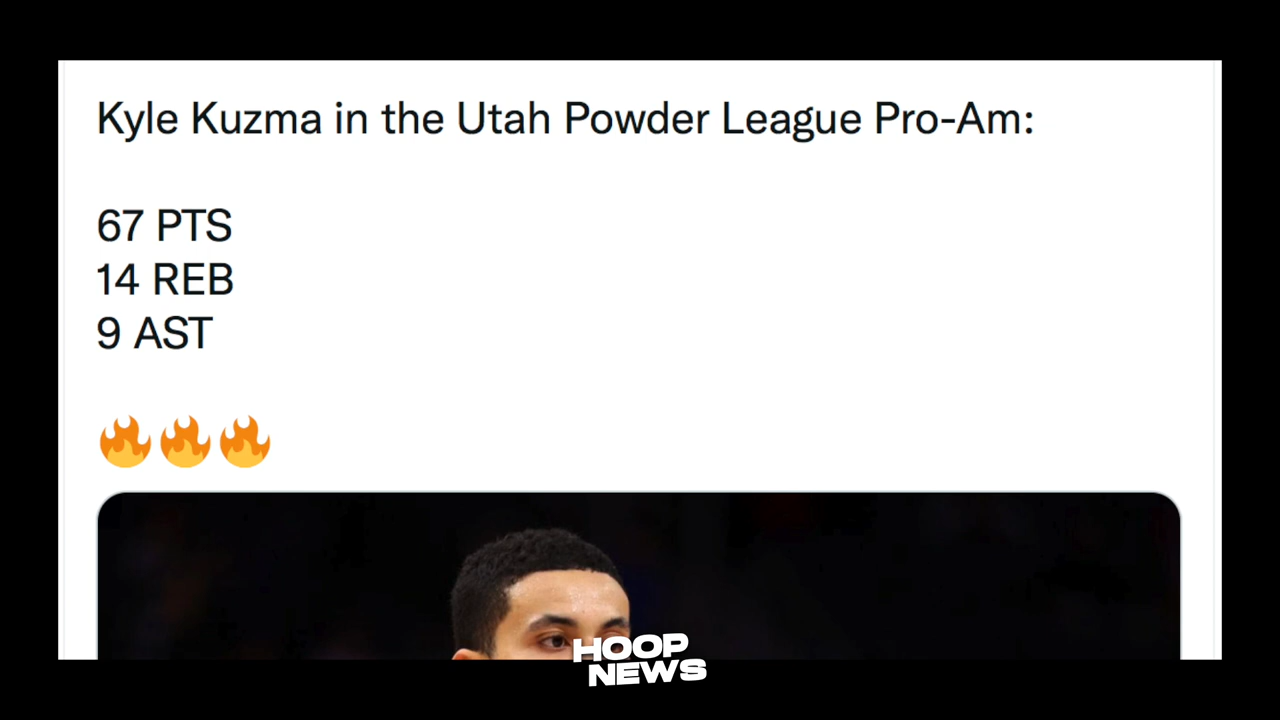 Kyle Kuzma in the Utah Powder League Pro-Am:
67 PTS
14 REB
9 AST
🔥🔥🔥
HOOP
NEWS